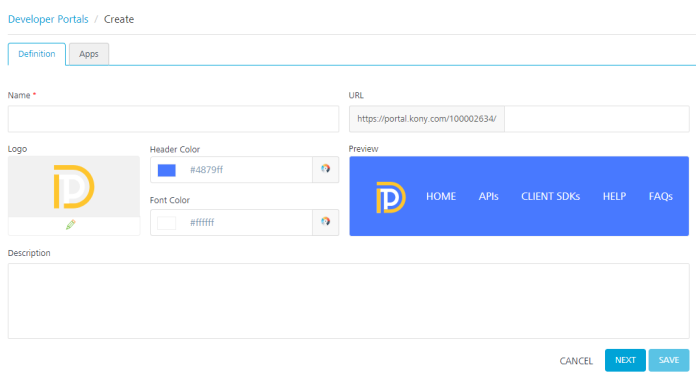 Developer Portals / Create
Definition Apps
Name * URL
https://portal.kony.com/100002634/
Logo Header Color Preview
#4879ff
HOME APIs CLIENT SDKs HELP FAQs
Font Color
#ffffff
Description
CANCEL NEXT SAVE